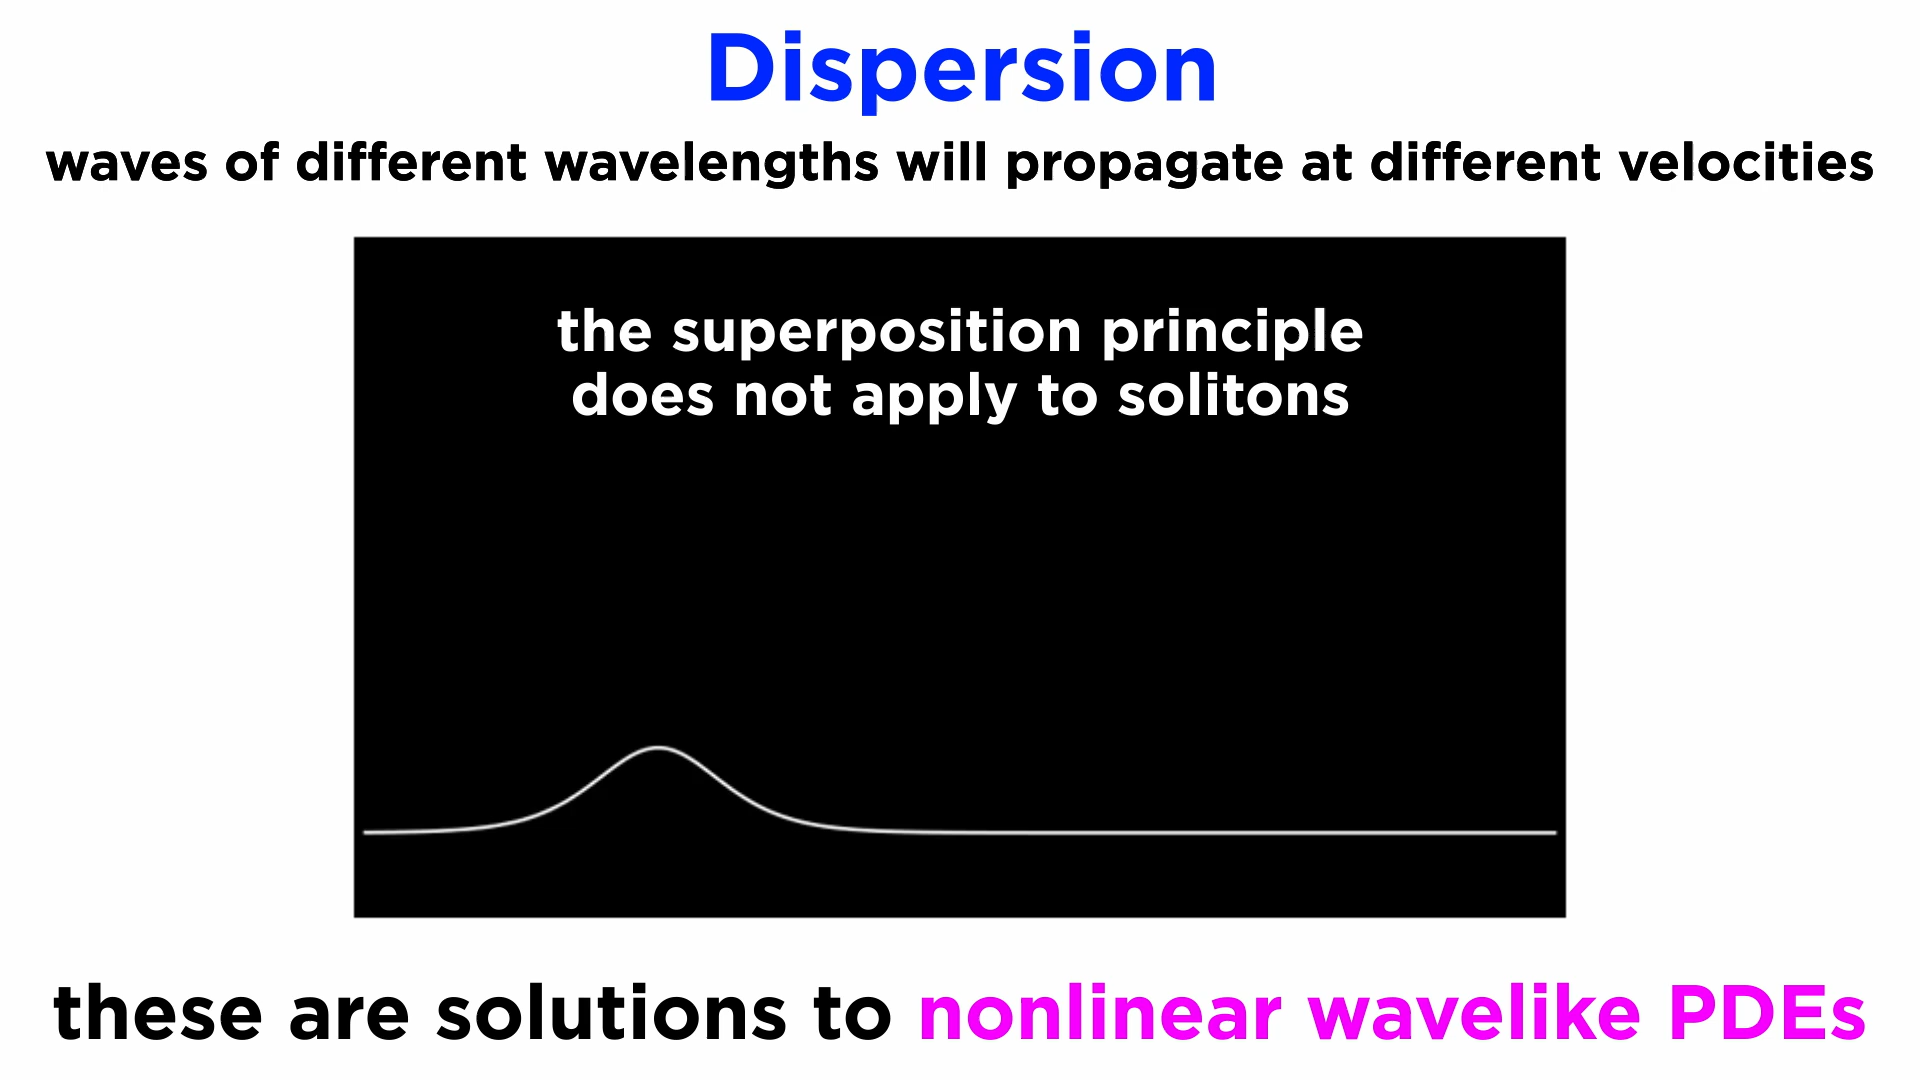 Dispersion
waves of different wavelengths will propagate at different velocities
the superposition principle
does not apply to solitons
these are solutions to nonlinear wavelike PDEs